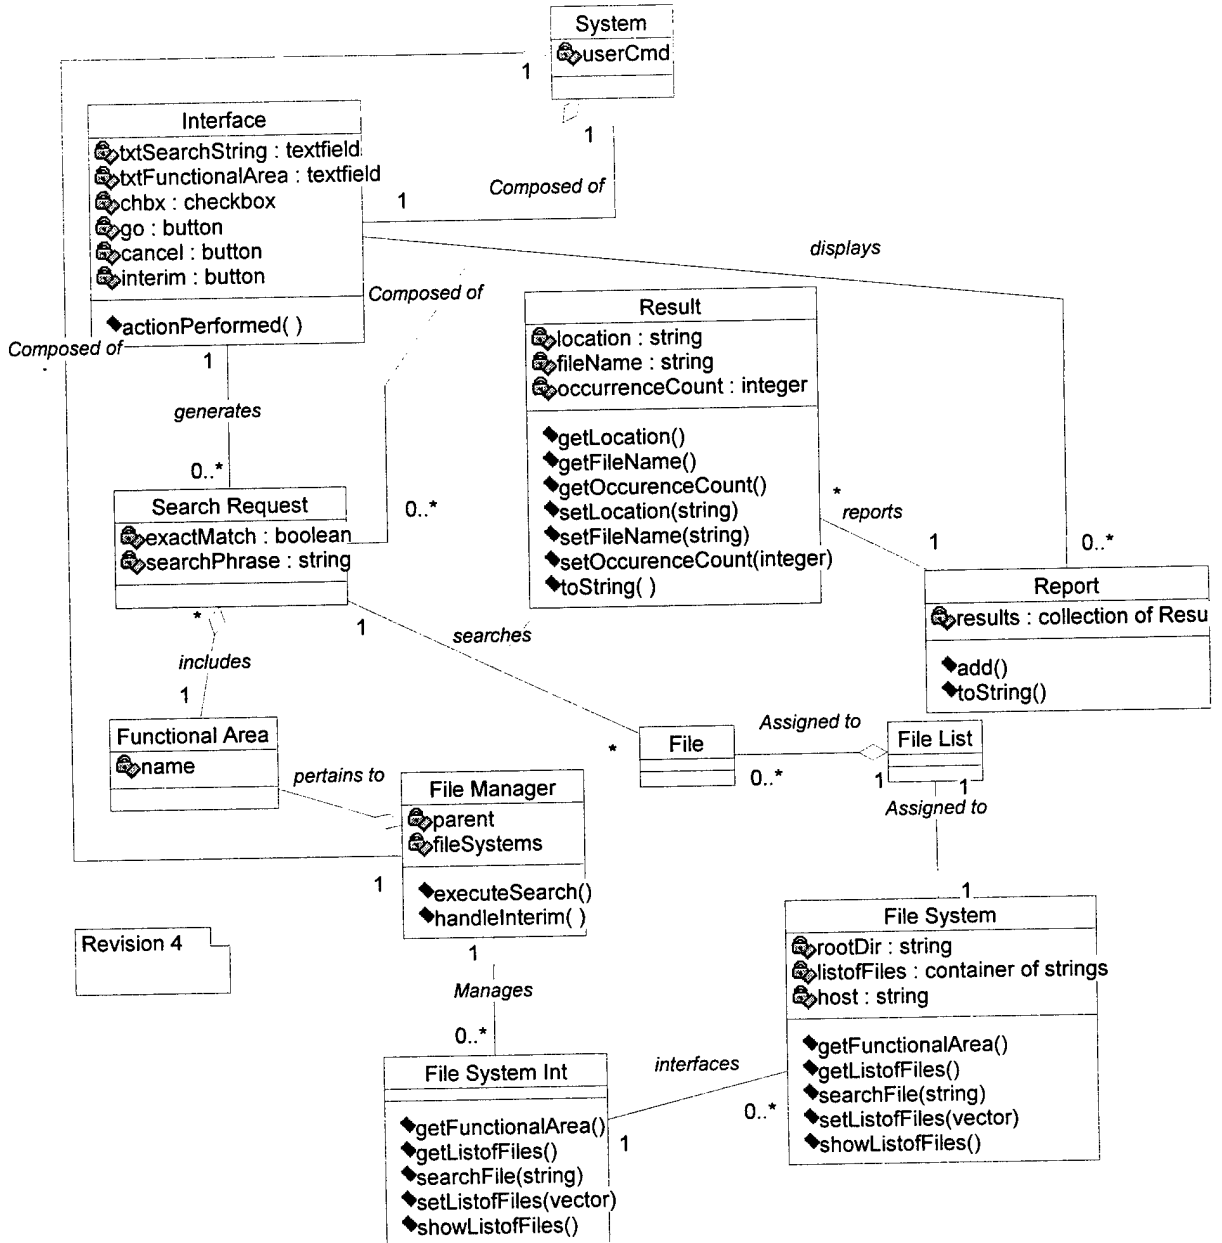 System
userCmd
1
1
Composed of
1
Interface
txtSearchString : textfield
txtFunctionalArea : textfield
chbx : checkbox
go : button
cancel : button
interim : button
actionPerformed( )
Composed of
1
generates
0..*
displays
Composed of
0..*
Result
location : string
fileName : string
occurrenceCount : integer
getLocation()
getFileName()
getOccurenceCount()
setLocation(string)
setFileName(string)
setOccurenceCount(integer)
toString( )
*
reports
1
0..*
Search Request
exactMatch : boolean
searchPhrase : string
*
includes
1
1
searches
*
Report
results : collection of Resu
add()
toString()
Functional Area
name
pertains to
File
Assigned to
0..*
1
File List
1
Assigned to
1
File Manager
parent
fileSystems
executeSearch()
handleInterim( )
1
1
Manages
0..*
Revision 4
File System
rootDir : string
listofFiles : container of strings
host : string
getFunctionalArea()
getListofFiles()
searchFile(string)
setListofFiles(vector)
showListofFiles()
interfaces
0..*
1
File System Int
getFunctionalArea()
getListofFiles()
searchFile(string)
setListofFiles(vector)
showListofFiles()